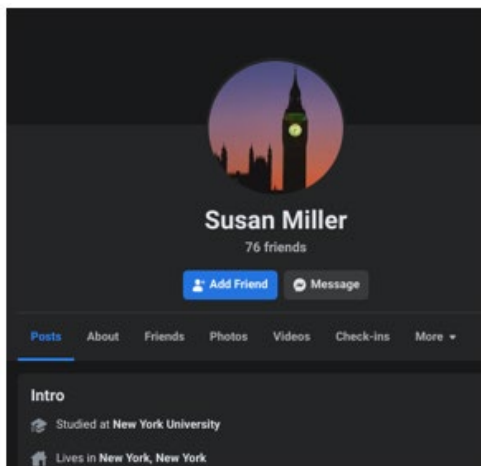 Susan Miller
76 friends
Add Friend Message
Posts About Friends Photos Videos Check-ins More
Intro
Studied at New York University
Lives in New York, New York